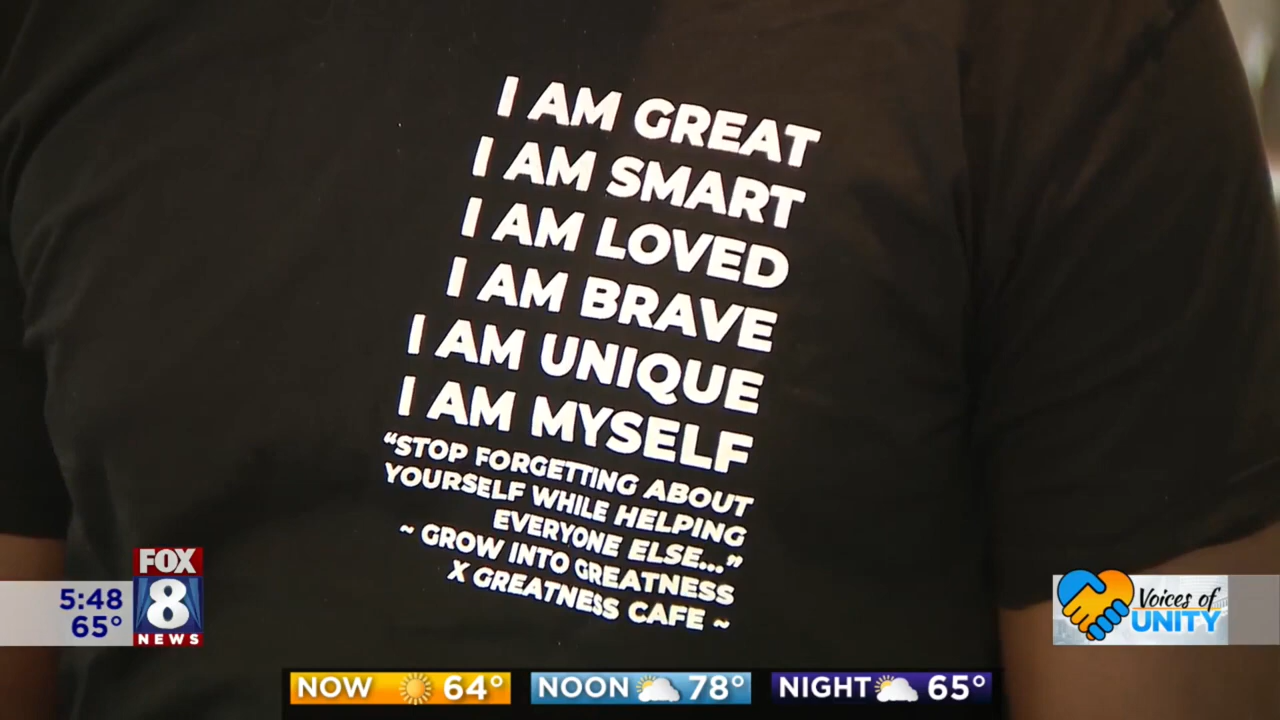 I AM GREAT
I AM SMART
I AM LOVED
I AM BRAVE
I AM UNIQUE
I AM MYSELF
“STOP FORGETTING ABOUT
YOURSELF WHILE HELPING
EVERYONE ELSE...”
~ GROW INTO GREATNESS
X GREATNESS CAFE ~
5:48
65°
FOX
8
NEWS
Voices of
UNITY
NOW 64°
NOON 78°
NIGHT 65°